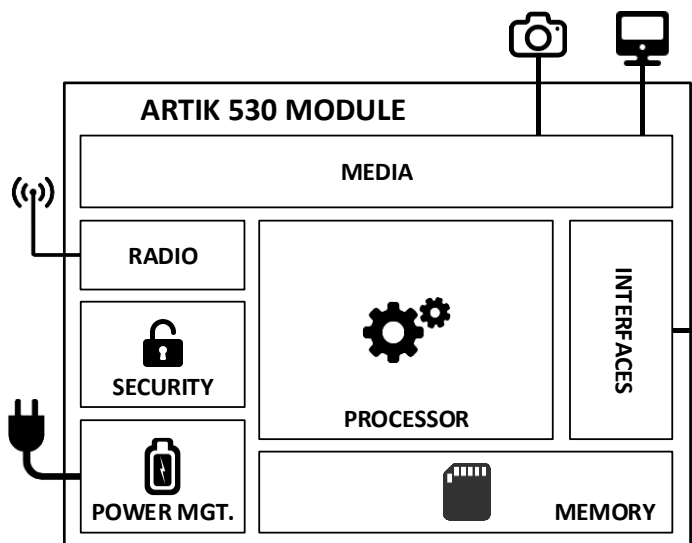 ARTIK 530 MODULE
MEDIA
RADIO
INTERFACES
SECURITY
PROCESSOR
POWER MGT.
MEMORY